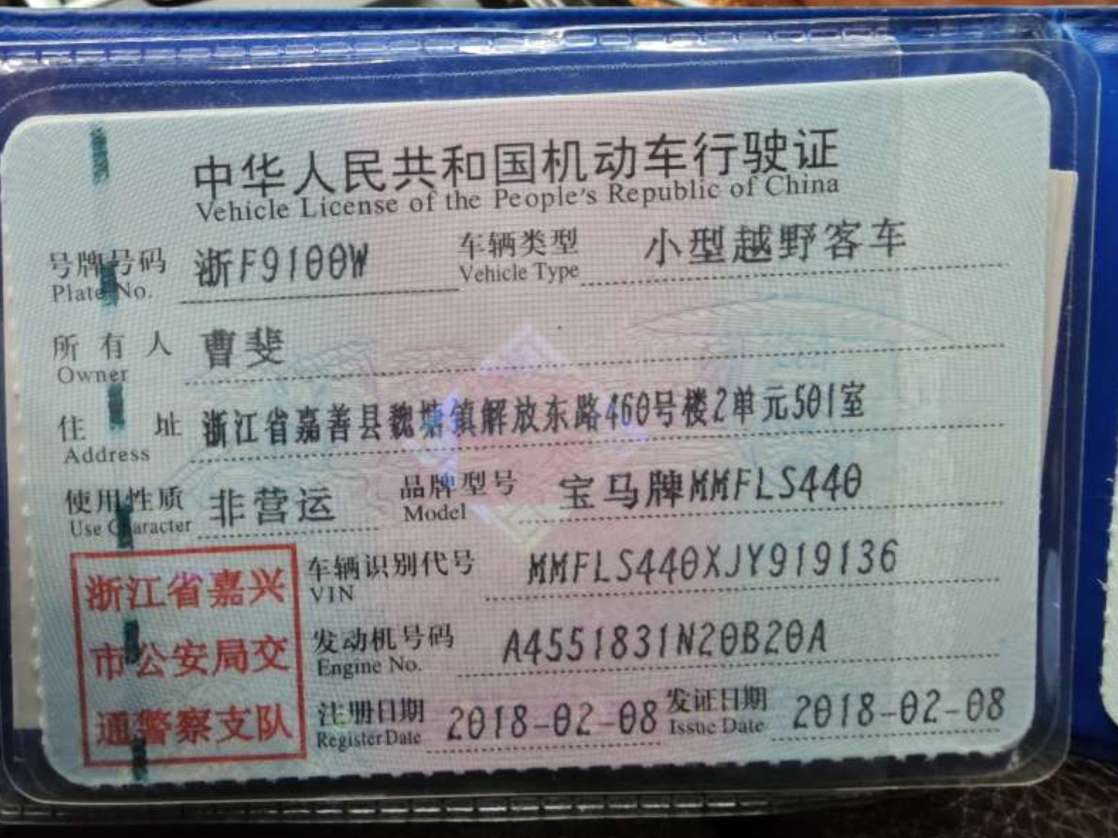 中华人民共和国机动车行驶证
Vehicle License of the People's Republic of China
号牌号码 浙F9100W 车辆类型 小型越野客车
Plate No. Vehicle Type
所有人 曹斐
Owner
住址 浙江省嘉善县魏塘镇解放东路460号楼2单元501室
Address
使用性质 非营运 品牌型号 宝马牌MMFLS440
Use Character Model
浙江省嘉兴
市公安局交
通警察支队
车辆识别代号 MMFLS440XJY919136
VIN
发动机号码 A4551831N20B20A
Engine No.
注册日期 2018-02-08 发证日期 2018-02-08
Register Date Issue Date